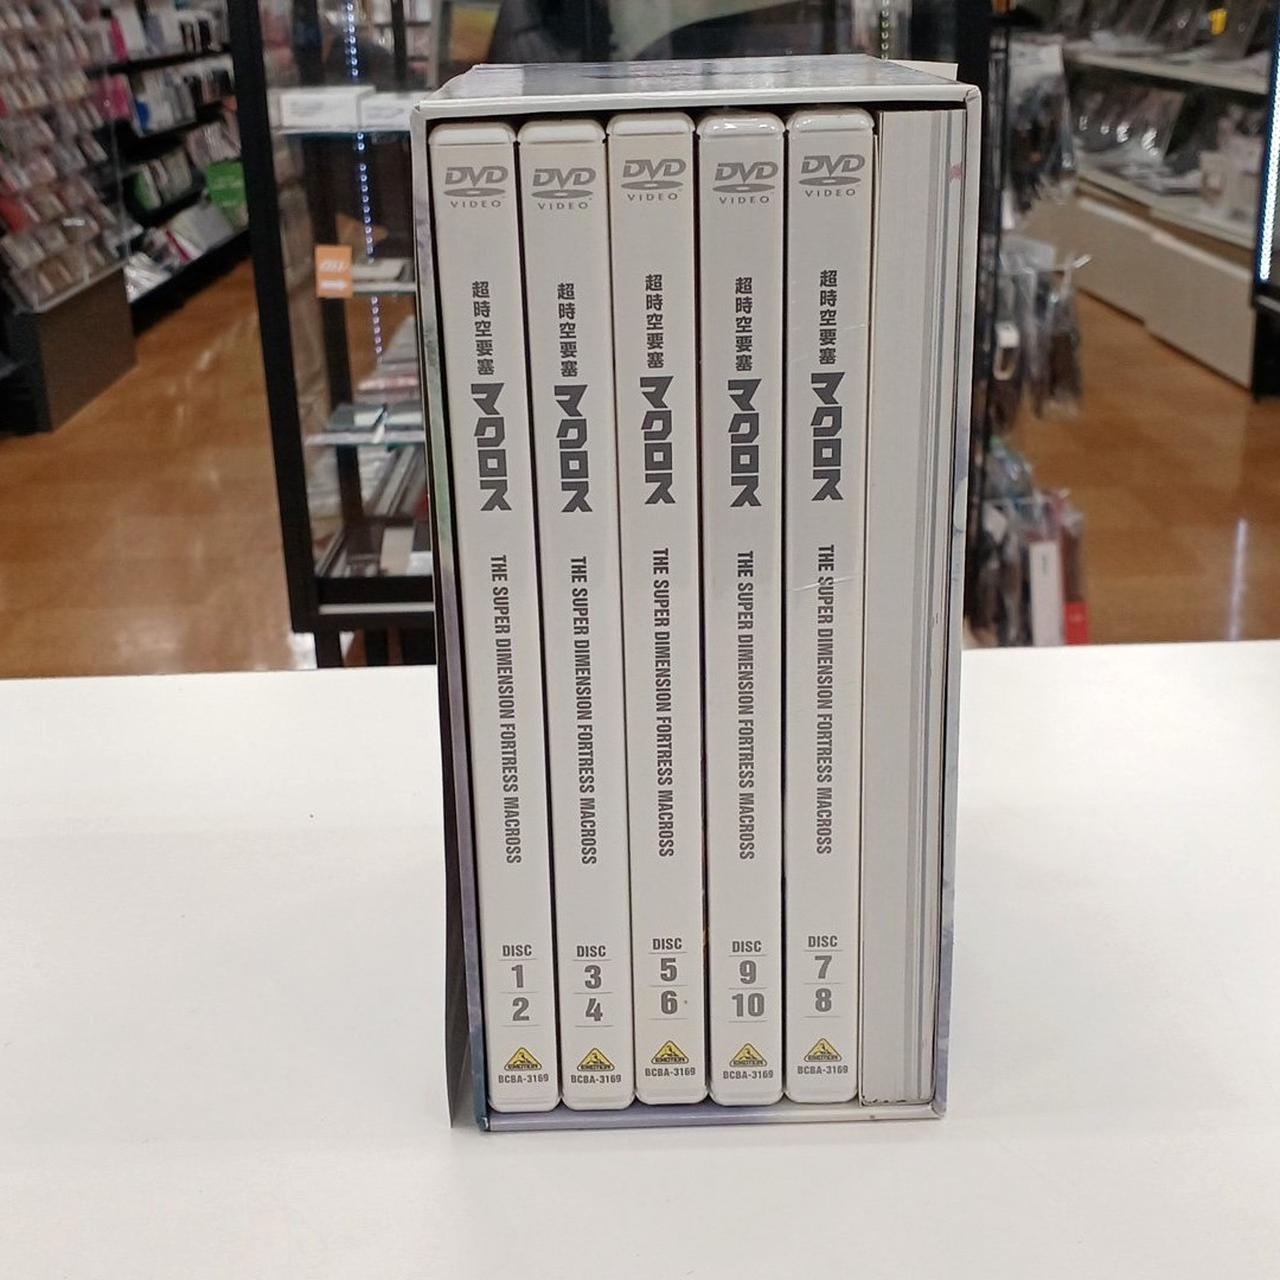 DVD
VIDEO
超時空要塞
マクロス
THE SUPER DIMENSION FORTRESS MACROSS
DISC
1
2
EMOTION
BCBA-3169
DVD
VIDEO
超時空要塞
マクロス
THE SUPER DIMENSION FORTRESS MACROSS
DISC
3
4
EMOTION
BCBA-3169
DVD
VIDEO
超時空要塞
マクロス
THE SUPER DIMENSION FORTRESS MACROSS
DISC
5
6
EMOTION
BCBA-3169
DVD
VIDEO
超時空要塞
マクロス
THE SUPER DIMENSION FORTRESS MACROSS
DISC
9
10
EMOTION
BCBA-3169
DVD
VIDEO
超時空要塞
マクロス
THE SUPER DIMENSION FORTRESS MACROSS
DISC
7
8
EMOTION
BCBA-3169